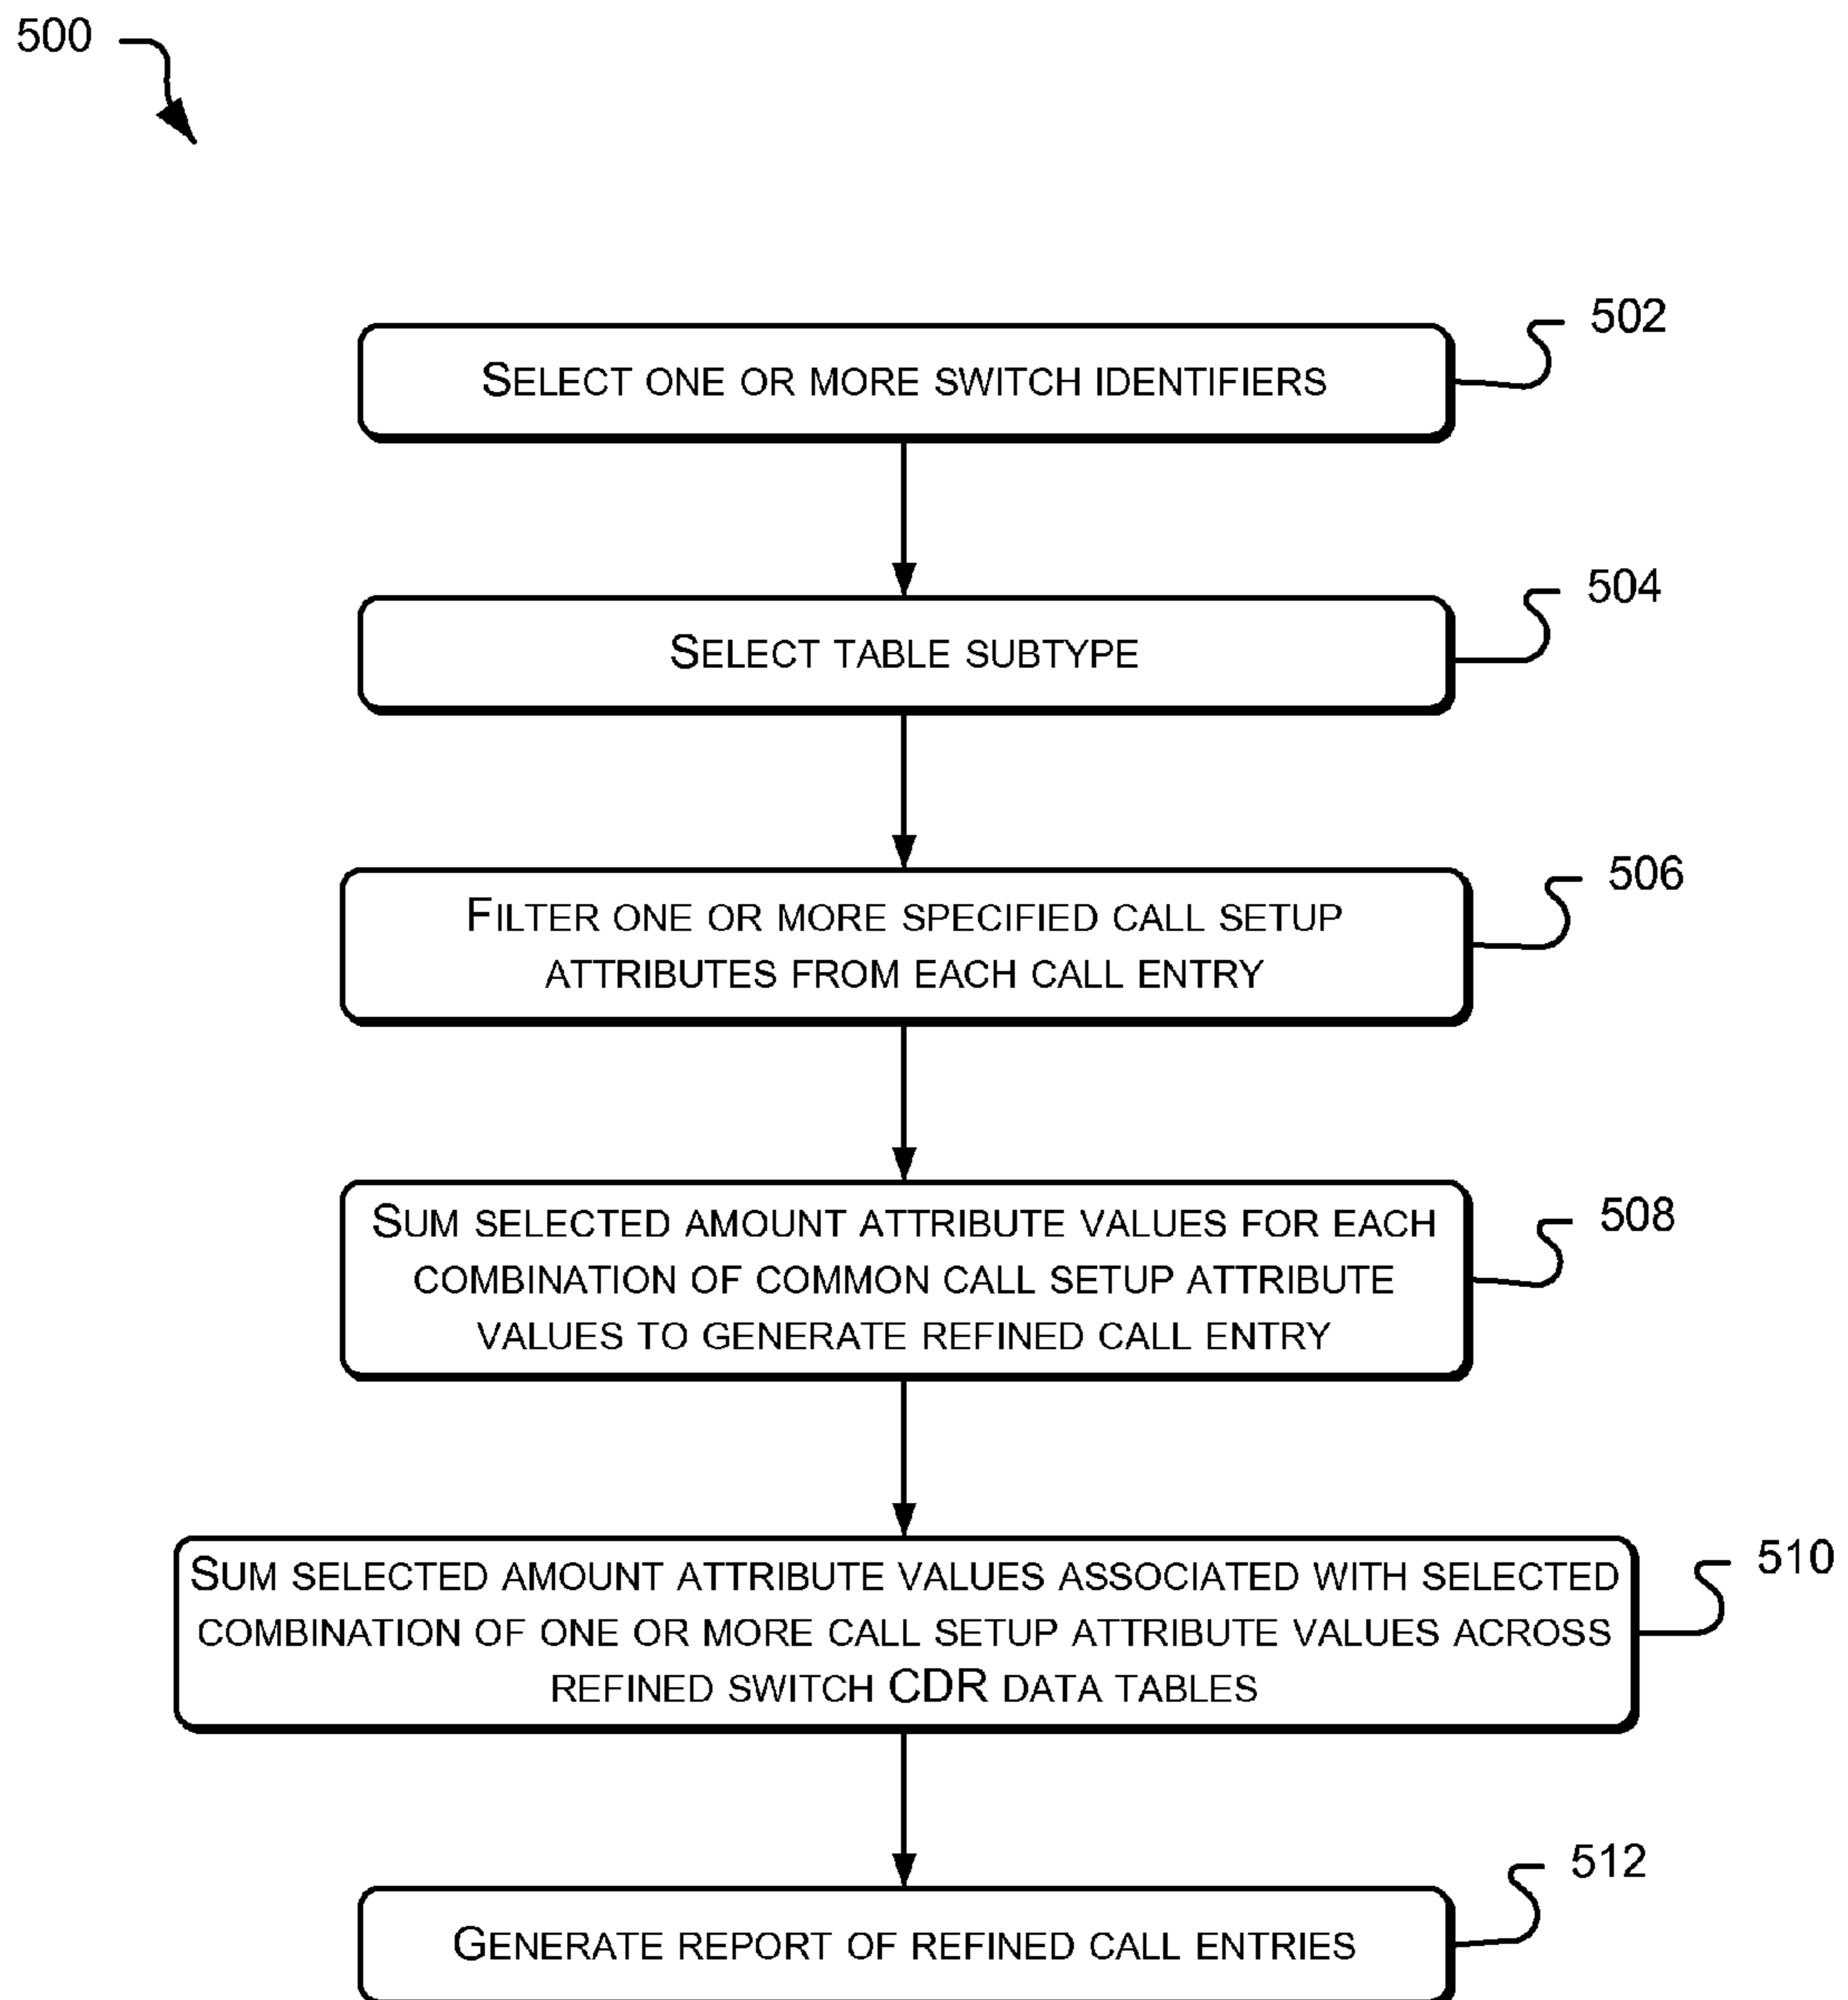 500
502
SELECT ONE OR MORE SWITCH IDENTIFIERS
504
SELECT TABLE SUBTYPE
506
FILTER ONE OR MORE SPECIFIED CALL SETUP
ATTRIBUTES FROM EACH CALL ENTRY
508
SUM SELECTED AMOUNT ATTRIBUTE VALUES FOR EACH
COMBINATION OF COMMON CALL SETUP ATTRIBUTE
VALUES TO GENERATE REFINED CALL ENTRY
510
SUM SELECTED AMOUNT ATTRIBUTE VALUES ASSOCIATED WITH SELECTED
COMBINATION OF ONE OR MORE CALL SETUP ATTRIBUTE VALUES ACROSS
REFINED SWITCH CDR DATA TABLES
512
GENERATE REPORT OF REFINED CALL ENTRIES